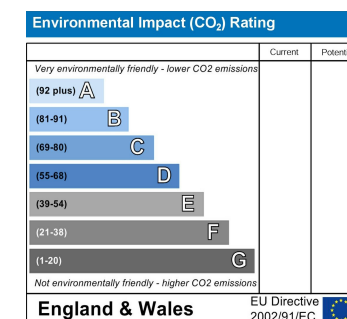 Environmental Impact (CO₂) Rating
Current Potent
Very environmentally friendly - lower CO2 emissions
(92 plus) A
(81-91) B
(69-80) C
(55-68) D
(39-54) E
(21-38) F
(1-20) G
Not environmentally friendly - higher CO2 emissions
England & Wales
EU Directive
2002/91/EC